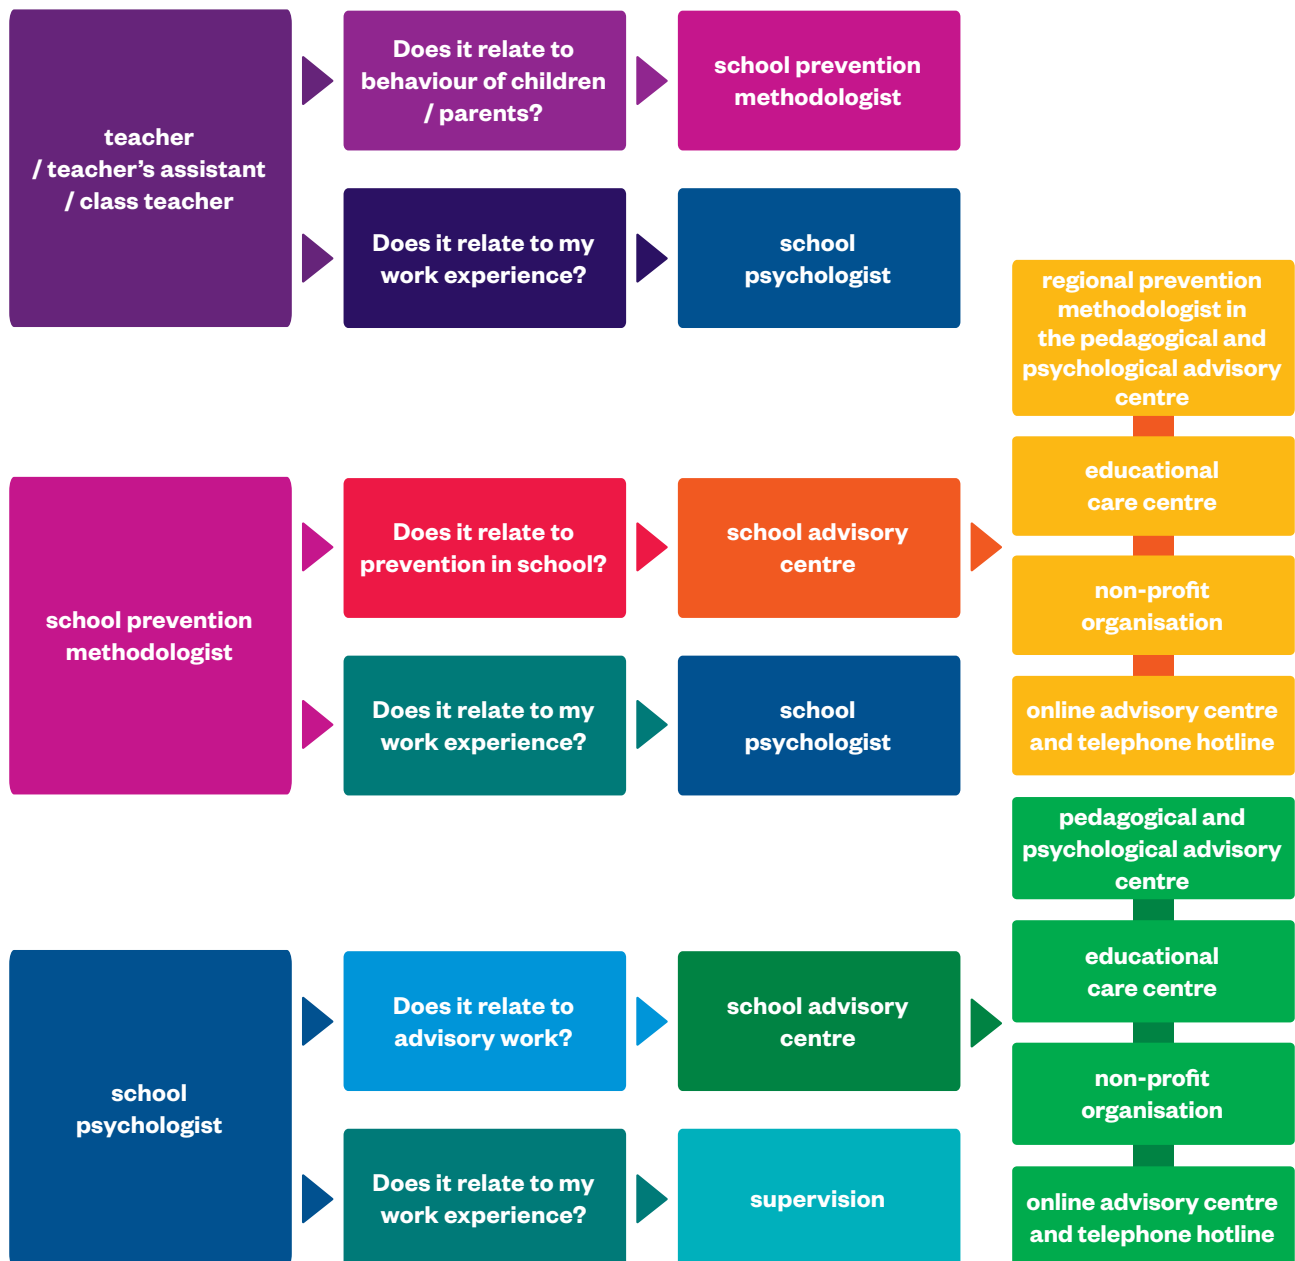 teacher
/ teacher’s assistant
/ class teacher
Does it relate to
behaviour of children
/ parents?
school prevention
methodologist
Does it relate to my
work experience?
school
psychologist
school prevention
methodologist
Does it relate to
prevention in school?
school advisory
centre
regional prevention
methodologist in
the pedagogical and
psychological advisory
centre
educational
care centre
non-profit
organisation
online advisory centre
and telephone hotline
Does it relate to my
work experience?
school
psychologist
school
psychologist
Does it relate to
advisory work?
school advisory
centre
pedagogical and
psychological advisory
centre
educational
care centre
non-profit
organisation
online advisory centre
and telephone hotline
Does it relate to my
work experience?
supervision